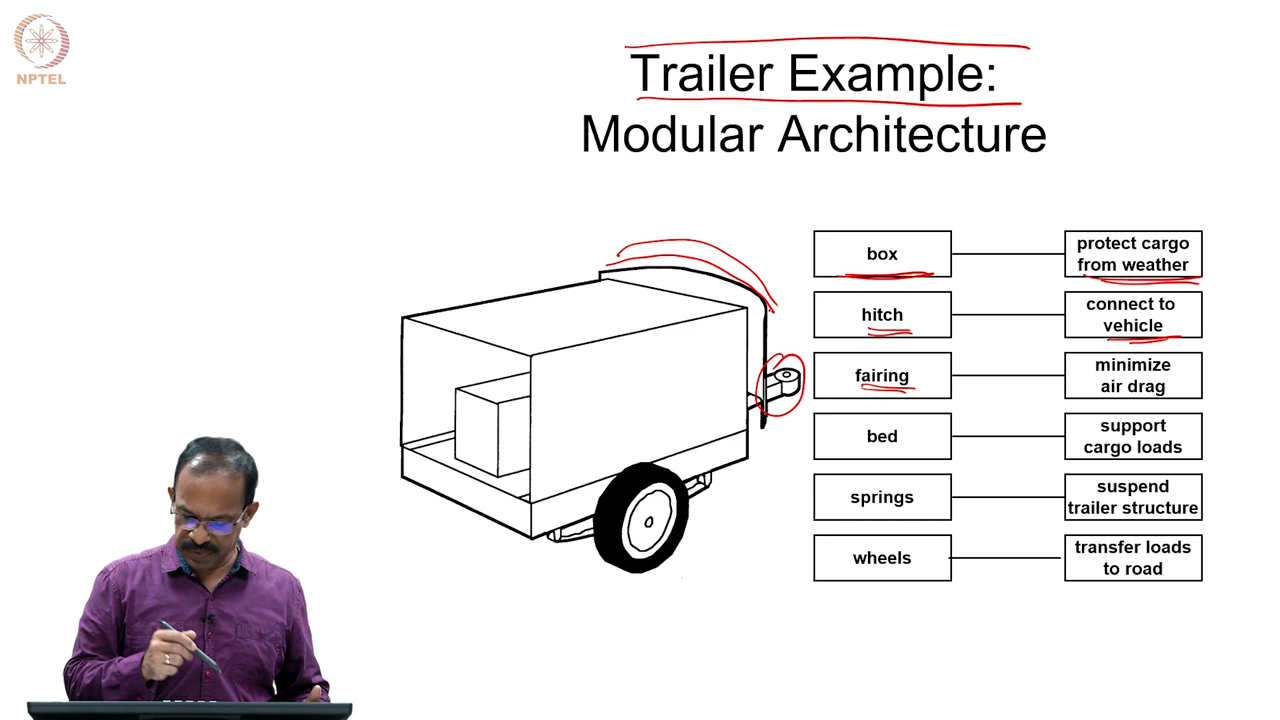 NPTEL
Trailer Example:
Modular Architecture
box
protect cargo
from weather
hitch
connect to
vehicle
fairing
minimize
air drag
bed
support
cargo loads
springs
suspend
trailer structure
wheels
transfer loads
to road